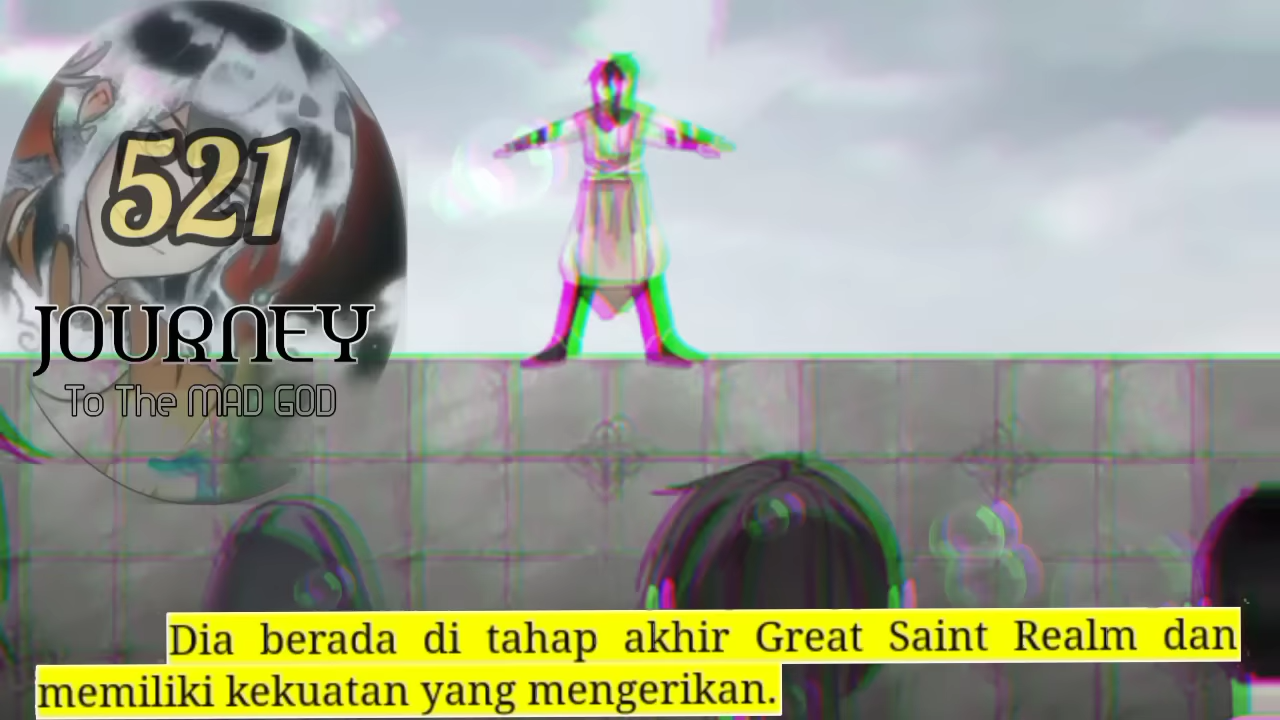 521
JOURNEY
To The MAD GOD
Dia berada di tahap akhir Great Saint Realm dan
memiliki kekuatan yang mengerikan.